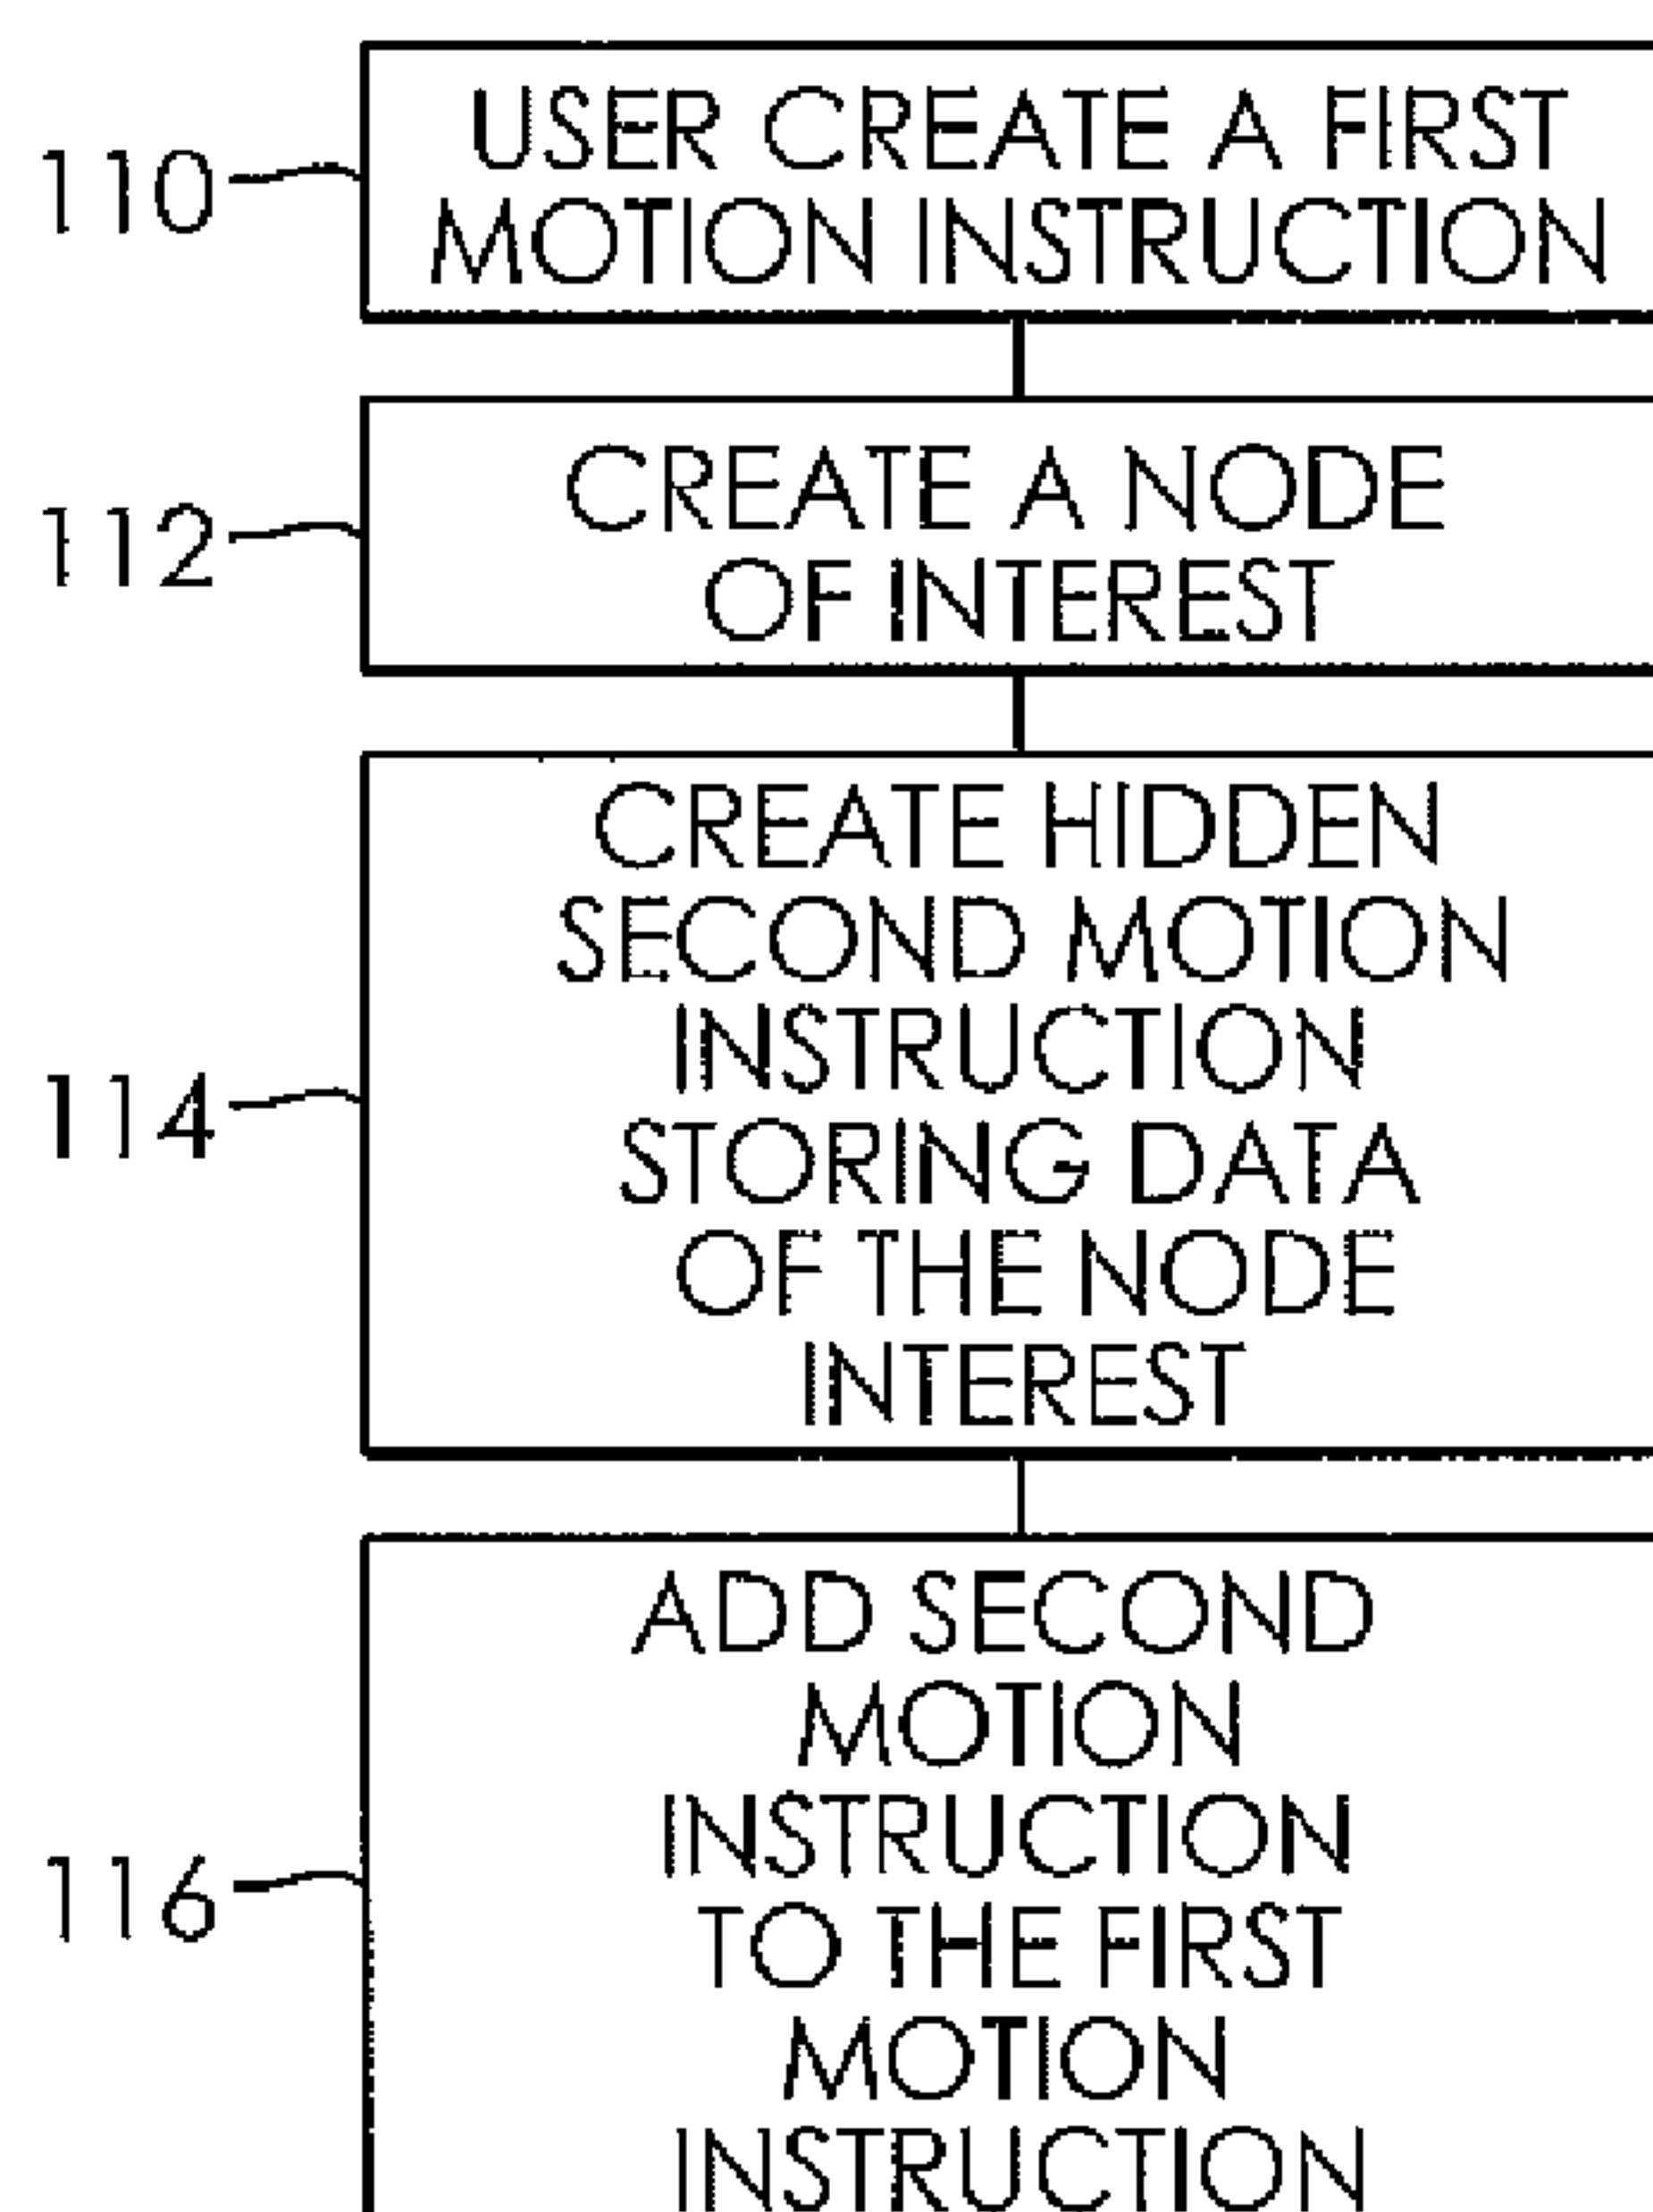 110
USER CREATE A FIRST
MOTION INSTRUCTION
112
CREATE A NODE
OF INTEREST
114
CREATE HIDDEN
SECOND MOTION
INSTRUCTION
STORING DATA
OF THE NODE
INTEREST
116
ADD SECOND
MOTION
INSTRUCTION
TO THE FIRST
MOTION
INSTRUCTION